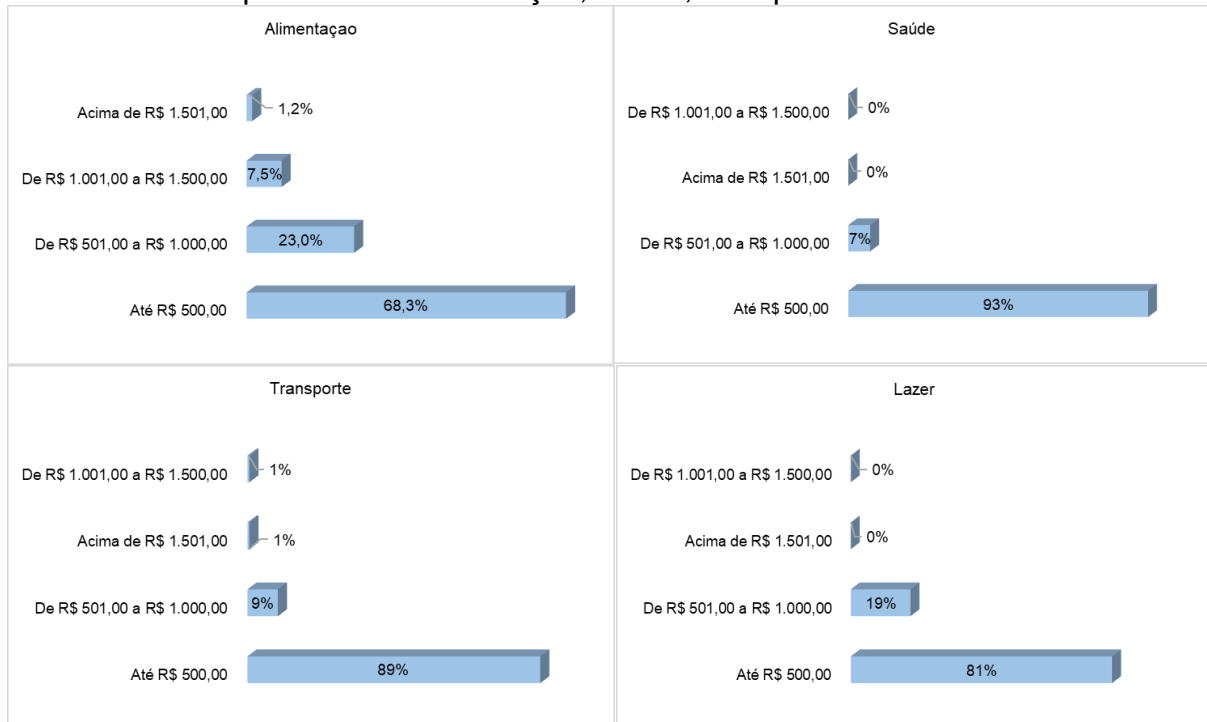 Alimentaçao
Acima de R$ 1.501,00
1,2%
De R$ 1.001,00 a R$ 1.500,00
7,5%
De R$ 501,00 a R$ 1.000,00
23,0%
Até R$ 500,00
68,3%
Saúde
De R$ 1.001,00 a R$ 1.500,00
0%
Acima de R$ 1.501,00
0%
De R$ 501,00 a R$ 1.000,00
7%
Até R$ 500,00
93%
Transporte
De R$ 1.001,00 a R$ 1.500,00
1%
Acima de R$ 1.501,00
1%
De R$ 501,00 a R$ 1.000,00
9%
Até R$ 500,00
89%
Lazer
De R$ 1.001,00 a R$ 1.500,00
0%
Acima de R$ 1.501,00
0%
De R$ 501,00 a R$ 1.000,00
19%
Até R$ 500,00
81%